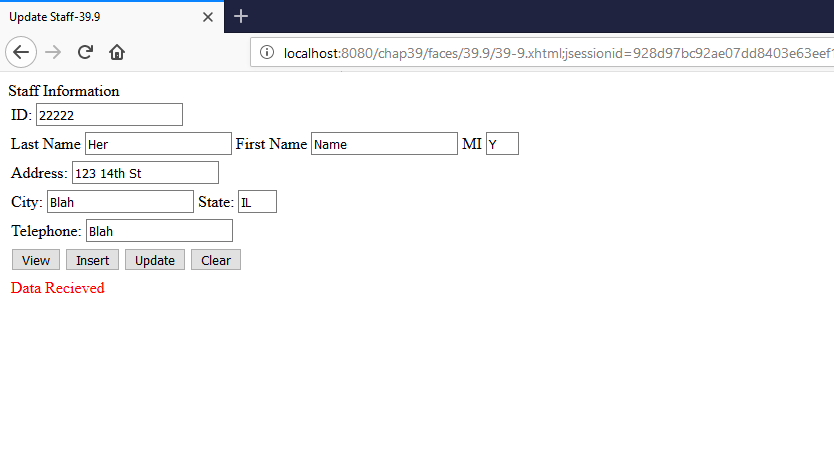 Update Staff-39.9
localhost:8080/chap39/faces/39.9/39-9.xhtml;jsessionid=928d97bc92ae07dd8403e63eef
Staff Information
ID: 22222
Last Name Her First Name Name MI Y
Address: 123 14th St
City: Blah State: IL
Telephone: Blah
View Insert Update Clear
Data Recieved